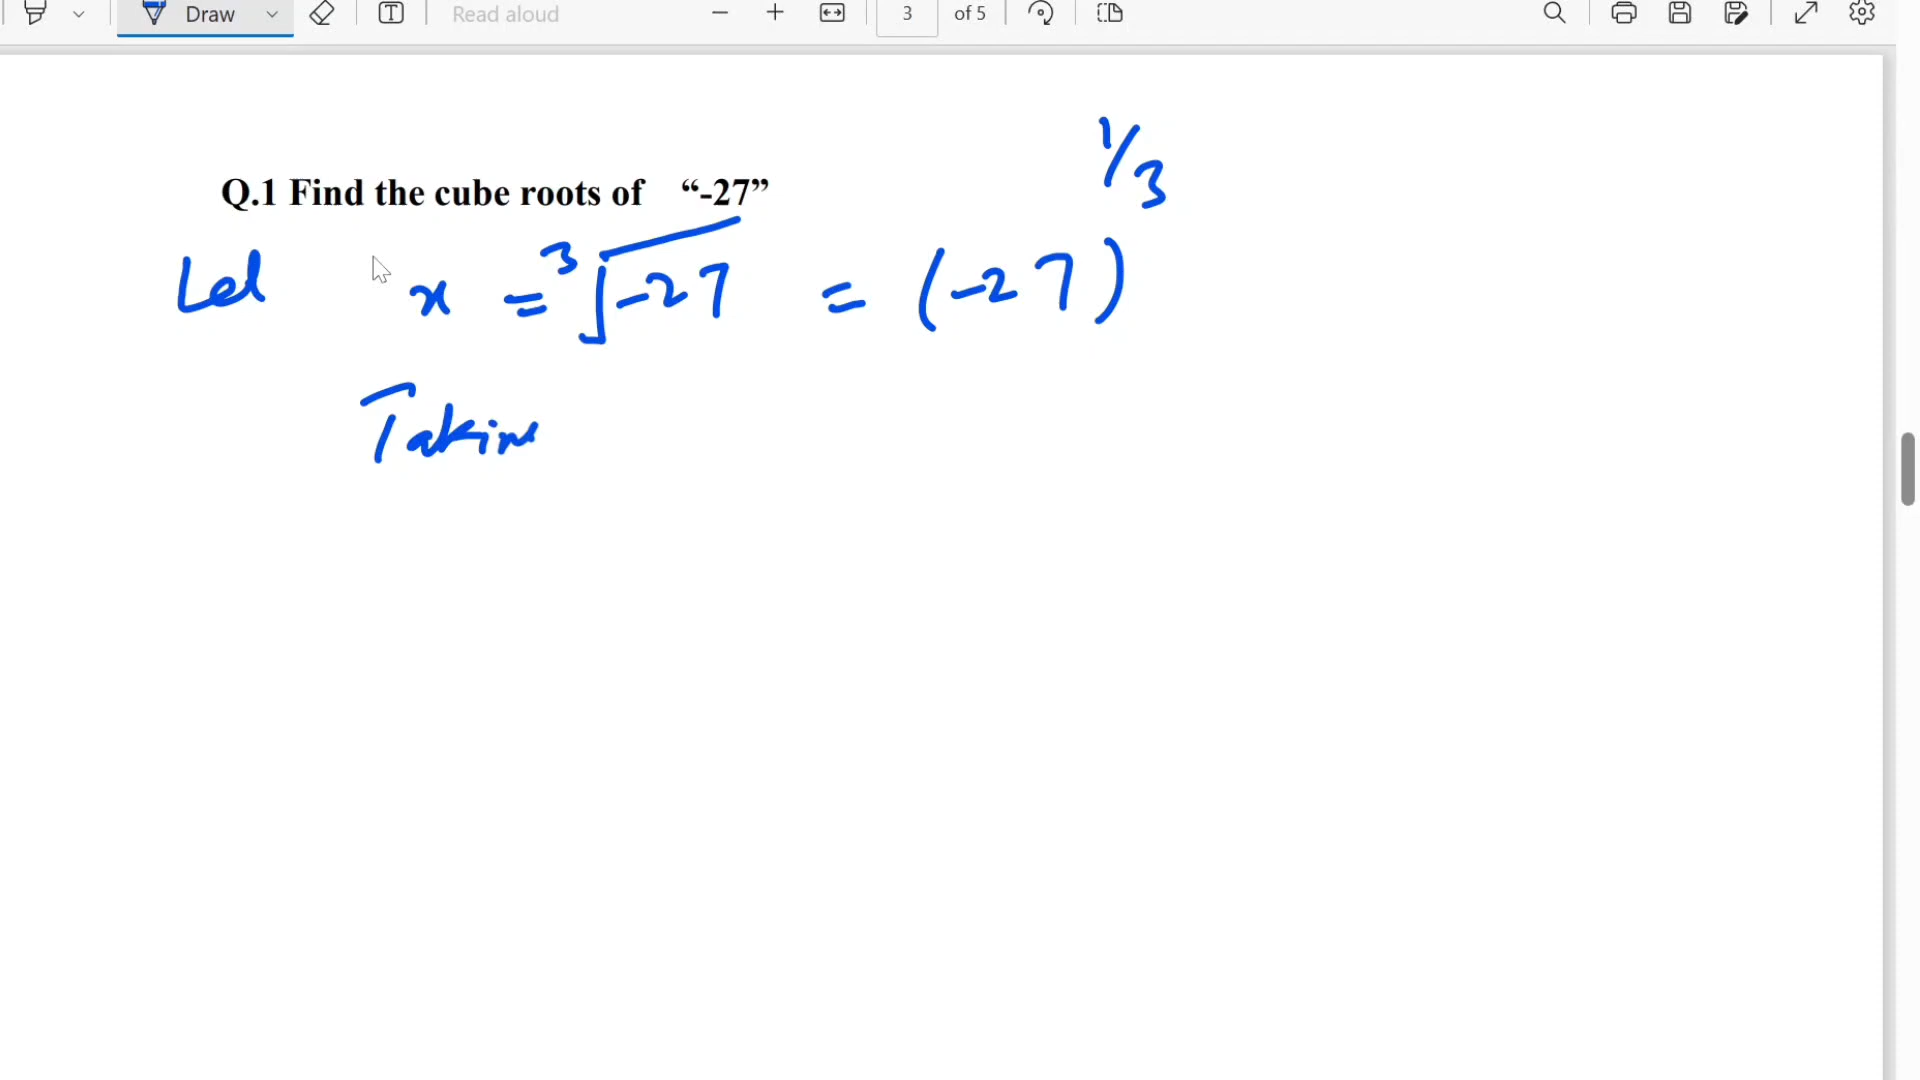 Draw Read aloud 3 of 5
Q.1 Find the cube roots of “-27”
Let x = ∛-27 = (-27)^1/3
Takin